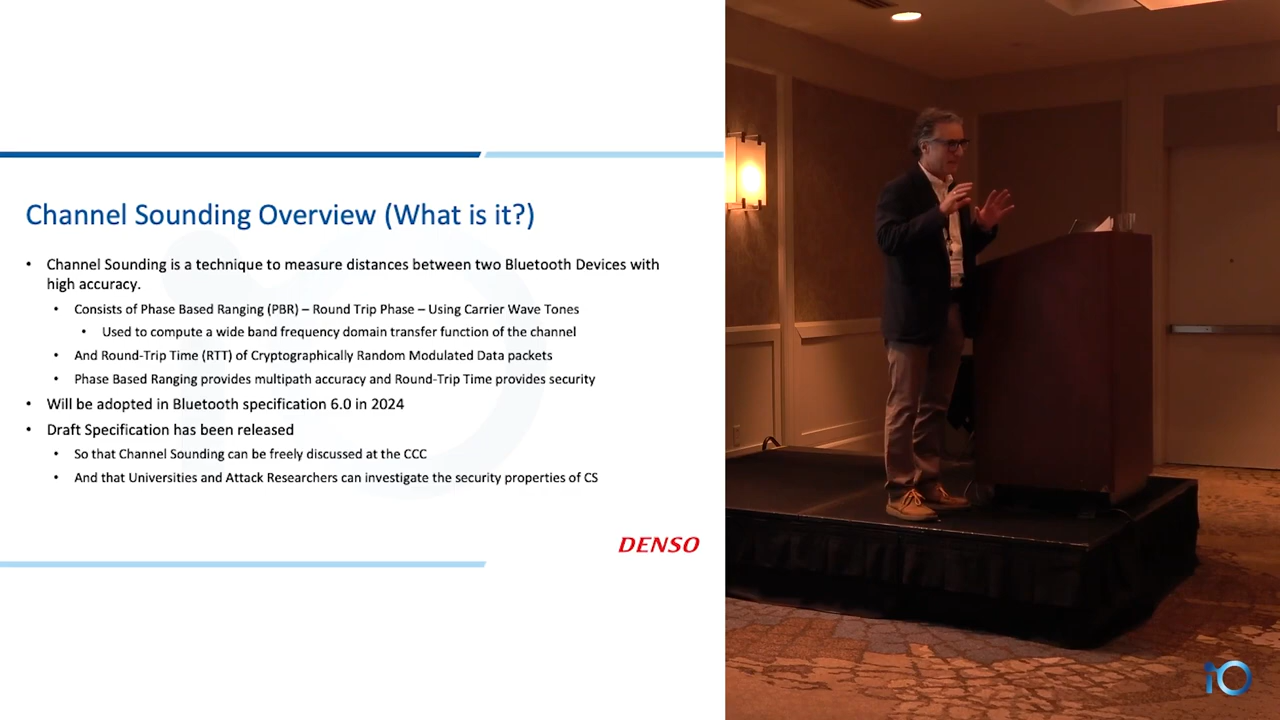 Channel Sounding Overview (What is it?)
• Channel Sounding is a technique to measure distances between two Bluetooth Devices with
high accuracy.
• Consists of Phase Based Ranging (PBR) – Round Trip Phase – Using Carrier Wave Tones
• Used to compute a wide band frequency domain transfer function of the channel
• And Round-Trip Time (RTT) of Cryptographically Random Modulated Data packets
• Phase Based Ranging provides multipath accuracy and Round-Trip Time provides security
• Will be adopted in Bluetooth specification 6.0 in 2024
• Draft Specification has been released
• So that Channel Sounding can be freely discussed at the CCC
• And that Universities and Attack Researchers can investigate the security properties of CS
DENSO